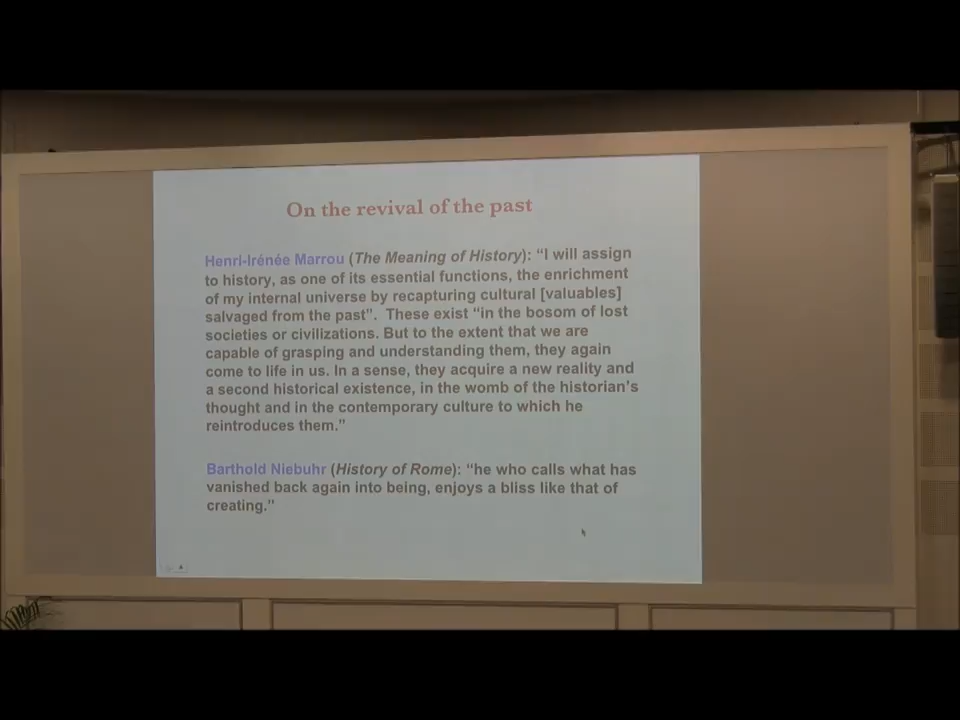 On the revival of the past
Henri-Irénée Marrou (The Meaning of History): “I will assign
to history, as one of its essential functions, the enrichment
of my internal universe by recapturing cultural [valuables]
salvaged from the past”.  These exist “in the bosom of lost
societies or civilizations. But to the extent that we are
capable of grasping and understanding them, they again
come to life in us. In a sense, they acquire a new reality and
a second historical existence, in the womb of the historian’s
thought and in the contemporary culture to which he
reintroduces them.”
Barthold Niebuhr (History of Rome): “he who calls what has
vanished back again into being, enjoys a bliss like that of
creating.”